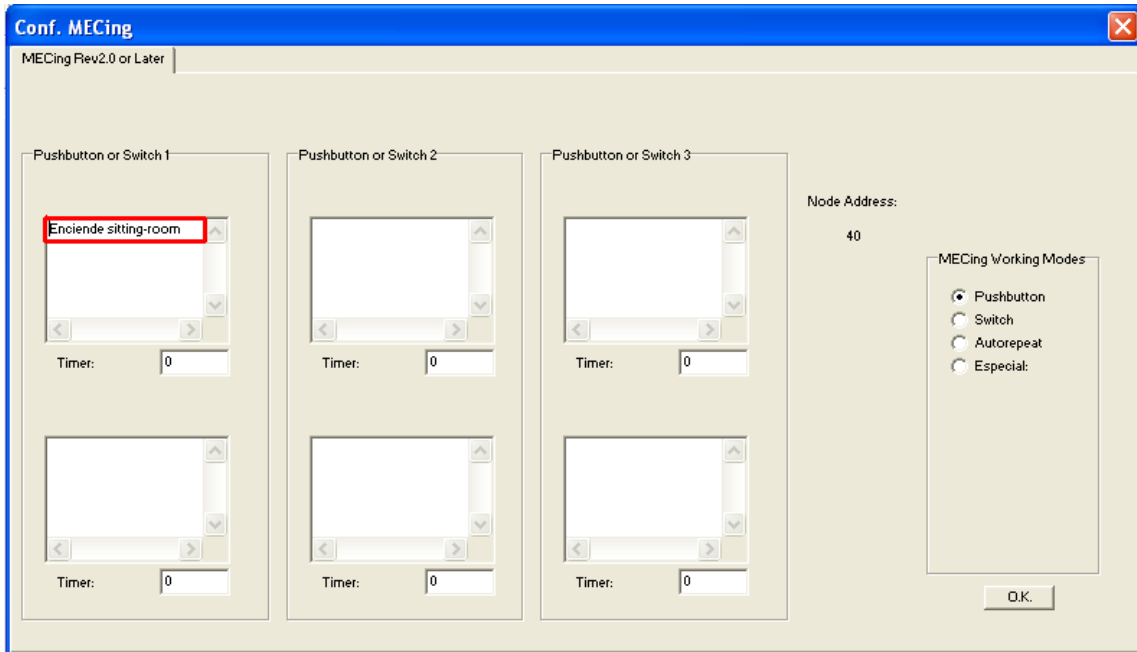 Conf. MECing
MECing Rev2.0 or Later
Pushbutton or Switch 1
Enciende sitting-room
Timer: 0
Timer: 0
Pushbutton or Switch 2
Timer: 0
Timer: 0
Pushbutton or Switch 3
Timer: 0
Timer: 0
Node Address:
40
MECing Working Modes
Pushbutton
Switch
Autorepeat
Especial:
O.K.